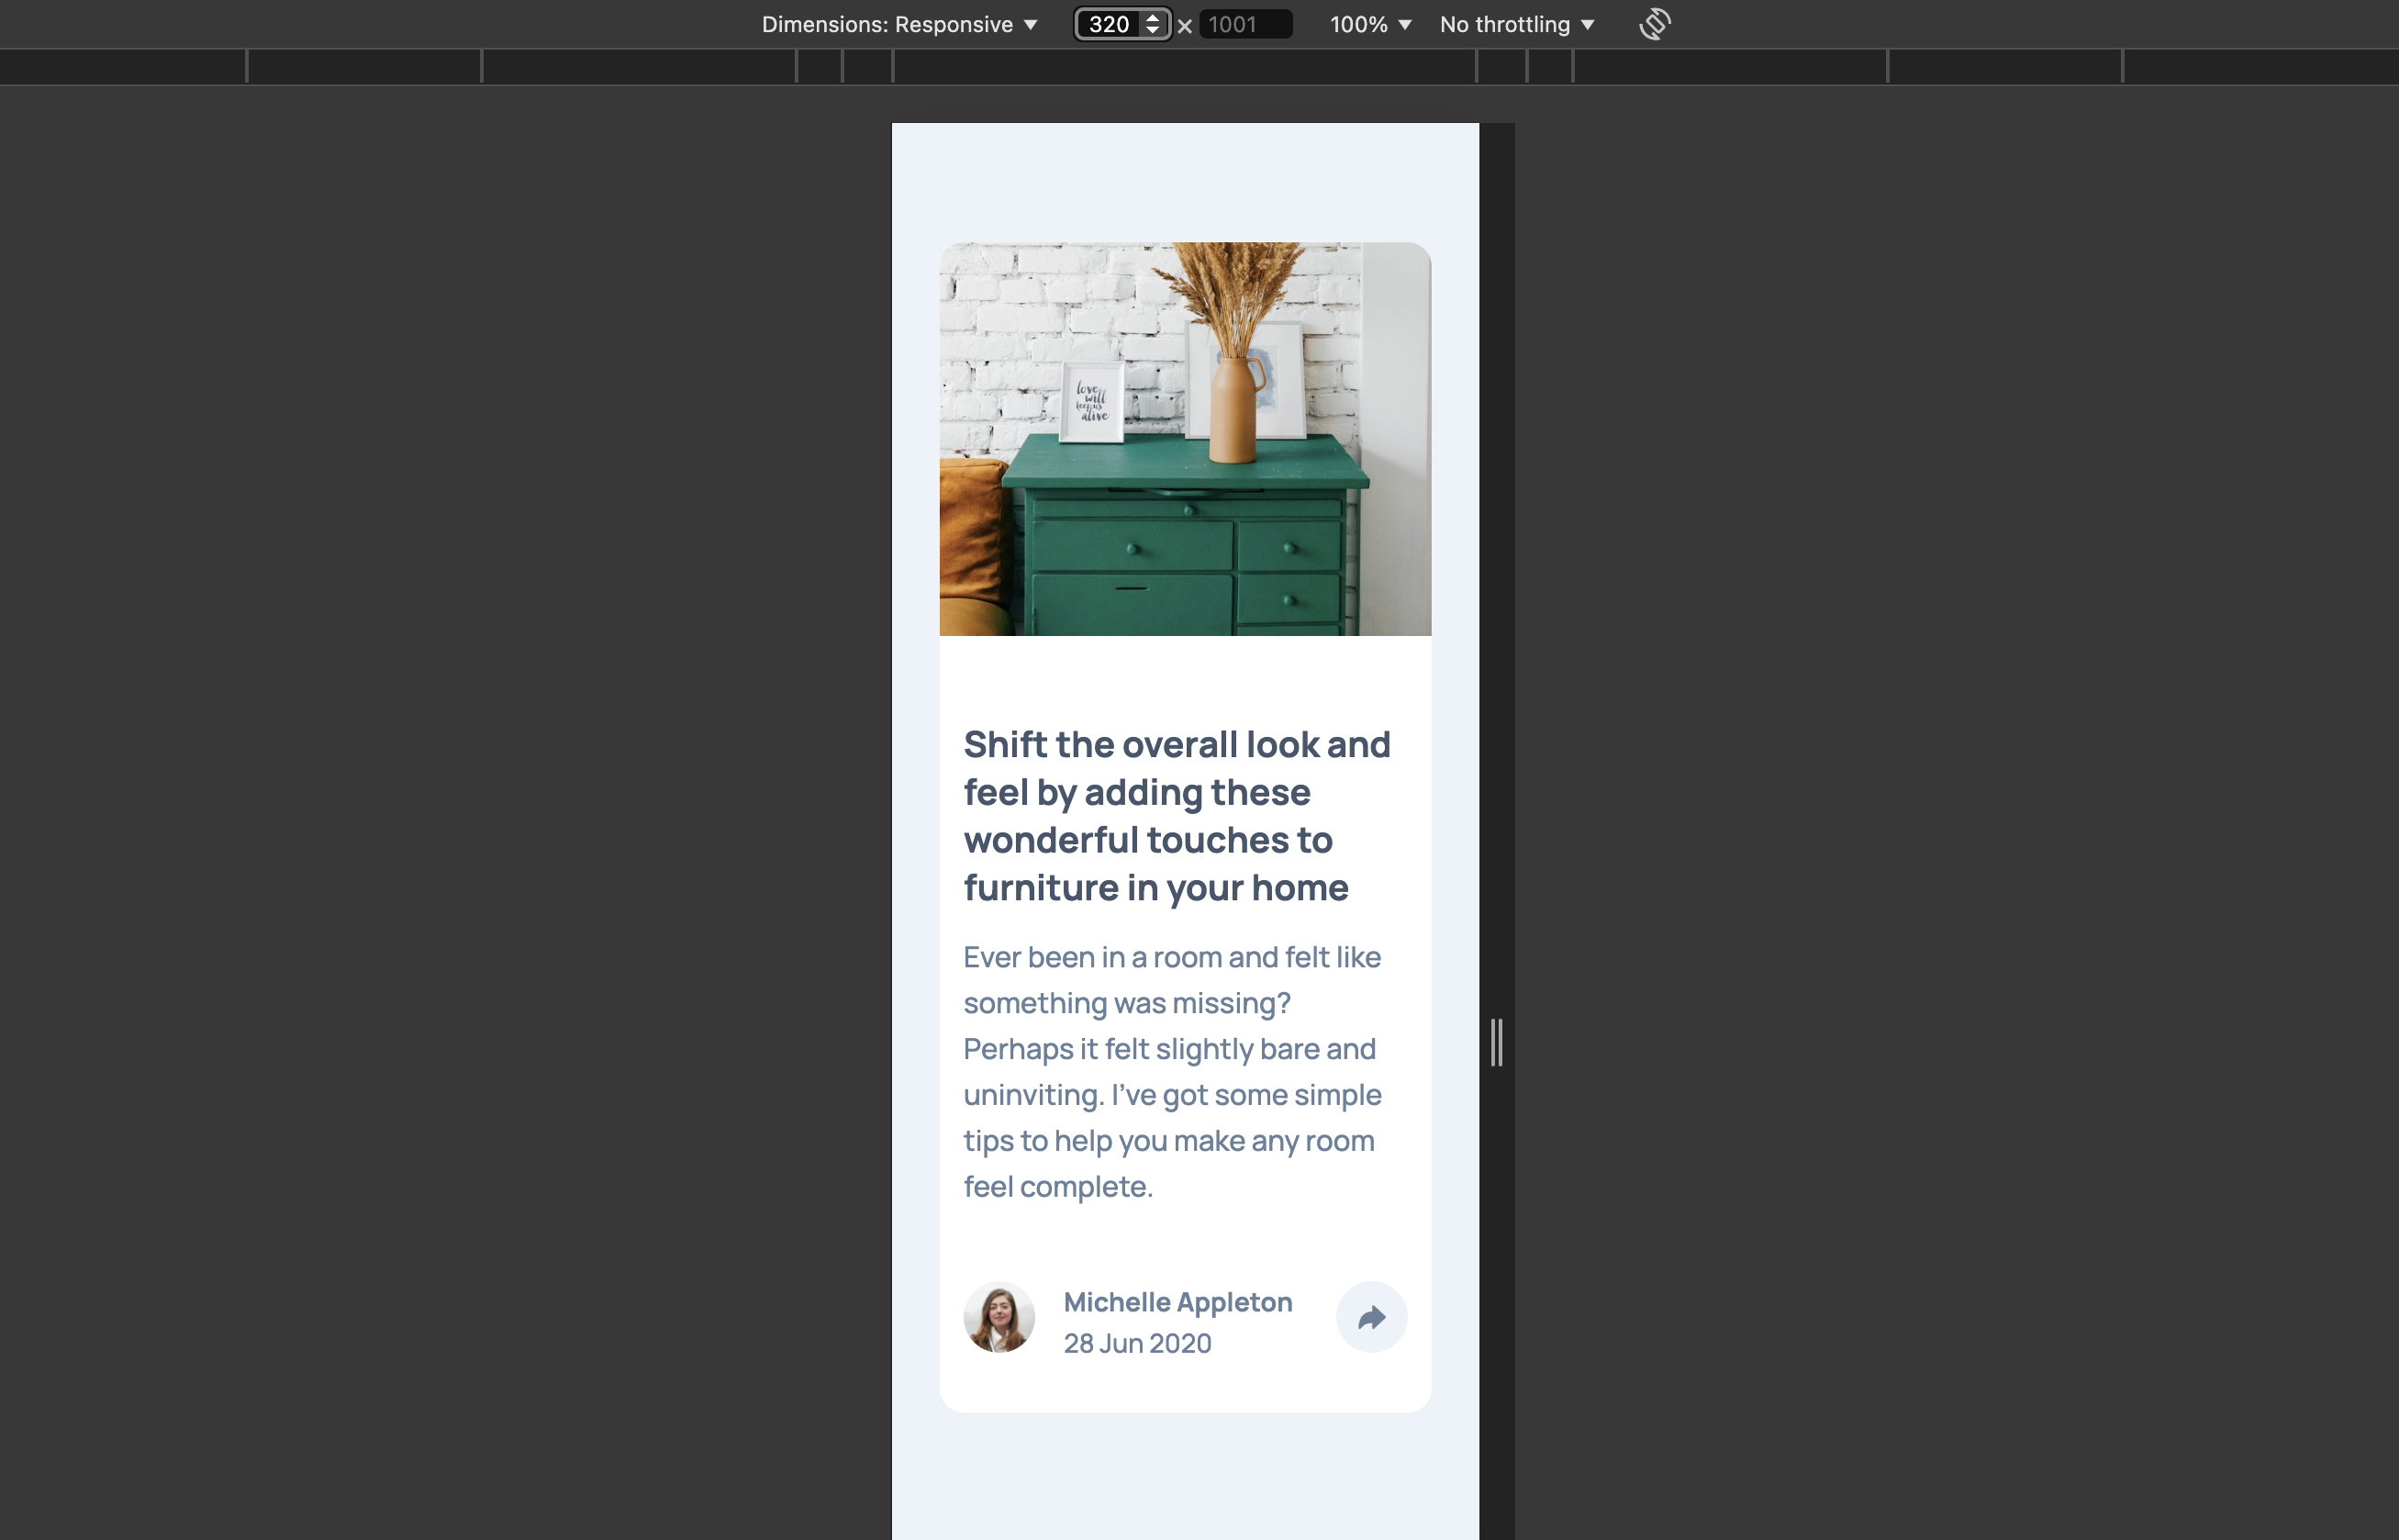 Dimensions: Responsive ▼ 320 × 1001 100% ▼ No throttling ▼
love
will
keep us
alive
Shift the overall look and
feel by adding these
wonderful touches to
furniture in your home
Ever been in a room and felt like
something was missing?
Perhaps it felt slightly bare and
uninviting. I’ve got some simple
tips to help you make any room
feel complete.
Michelle Appleton
28 Jun 2020